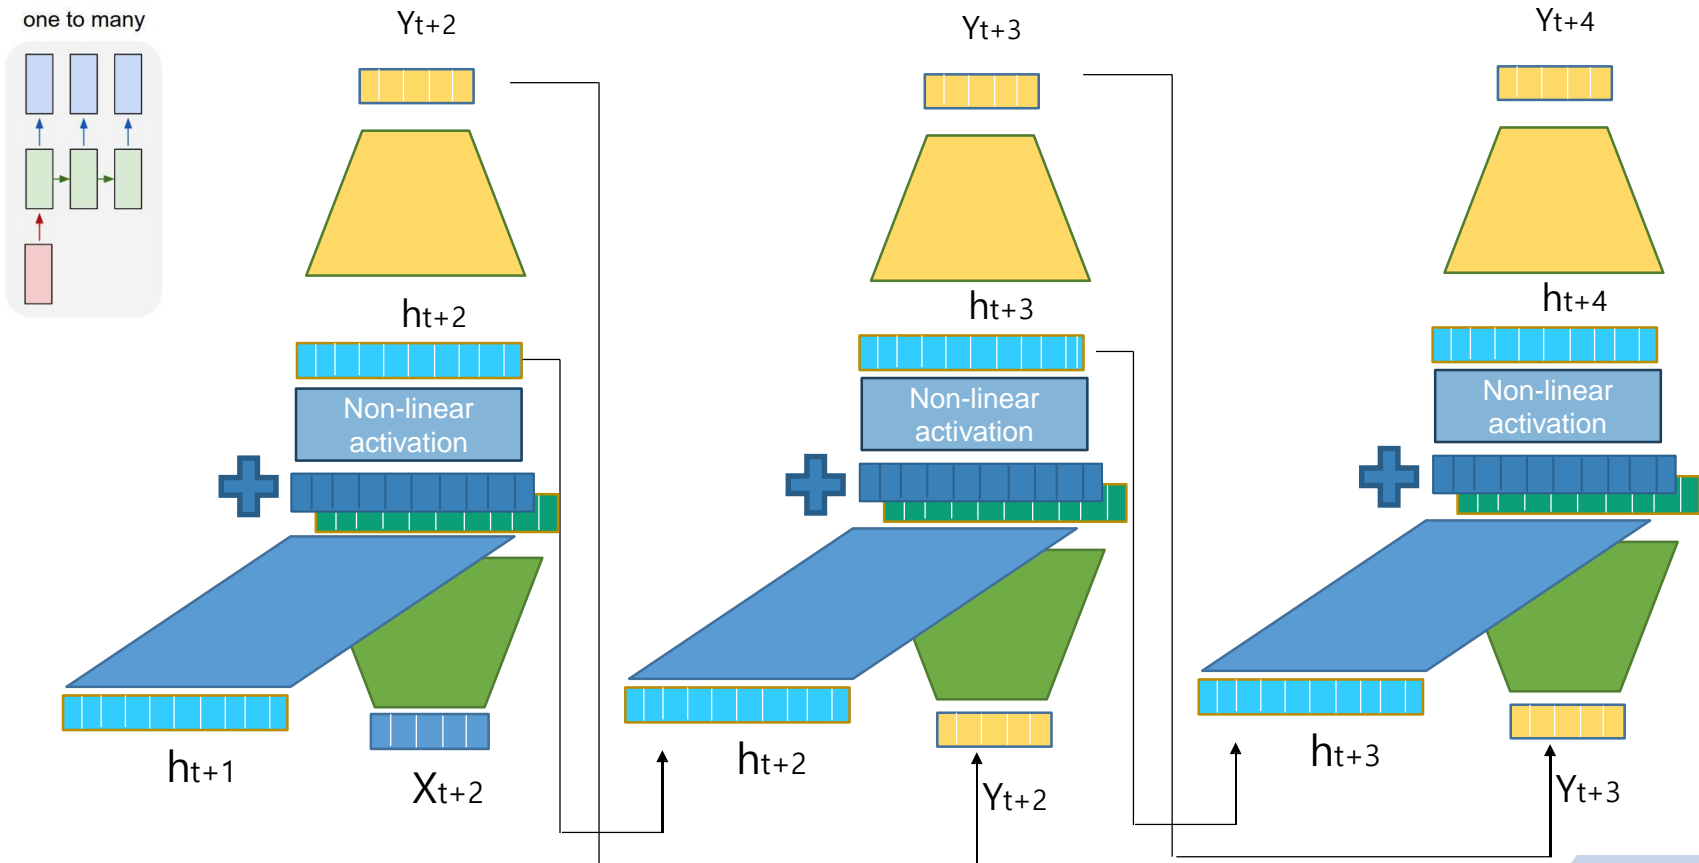 one to many
Yt+2
Yt+3
Yt+4
ht+2
ht+3
ht+4
Non-linear
activation
Non-linear
activation
Non-linear
activation
ht+1
Xt+2
ht+2
Yt+2
ht+3
Yt+3